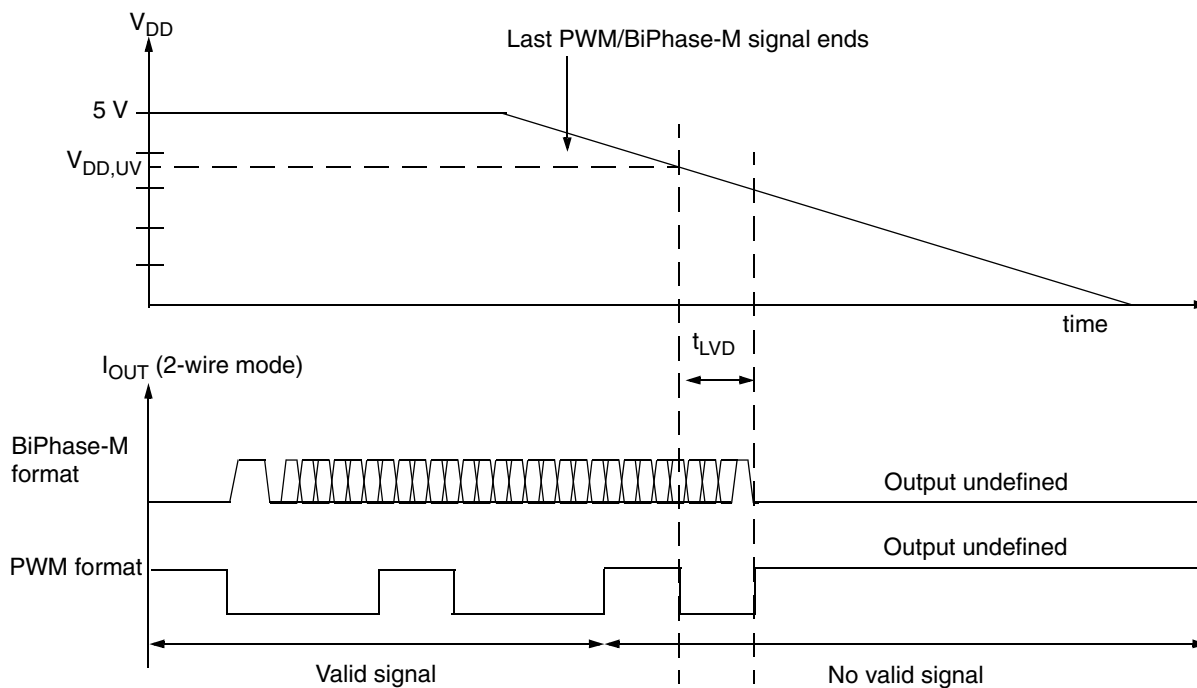 V_DD
Last PWM/BiPhase-M signal ends
5 V
V_DD,UV
time
t_LVD
I_OUT (2-wire mode)
BiPhase-M
format
Output undefined
PWM format
Output undefined
Valid signal
No valid signal